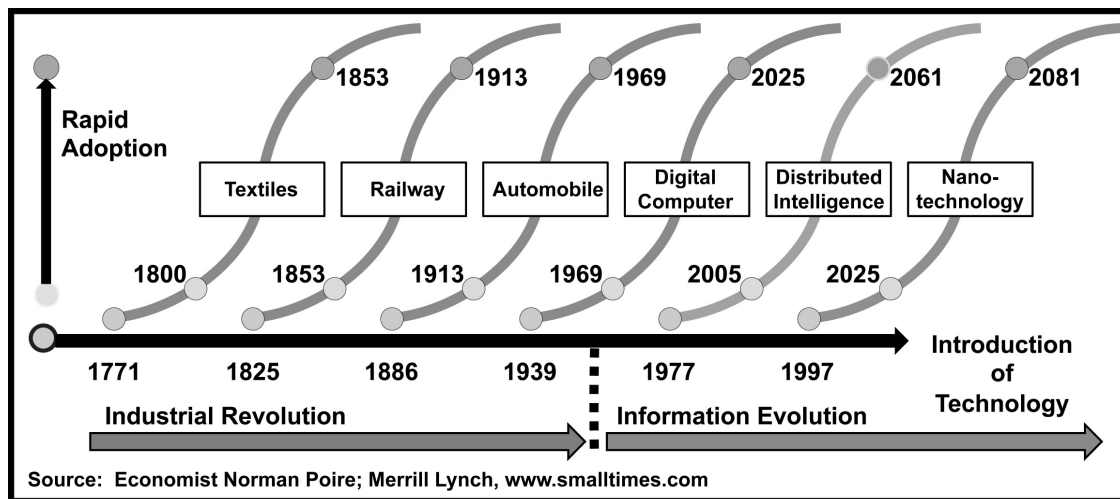 1853 1913 1969 2025 2061 2081
Rapid
Adoption
Textiles
Railway
Automobile
Digital
Computer
Distributed
Intelligence
Nano-
technology
1800 1853 1913 1969 2005 2025
1771 1825 1886 1939 1977 1997
Introduction
of
Technology
Industrial Revolution
Information Evolution
Source: Economist Norman Poire; Merrill Lynch, www.smalltimes.com